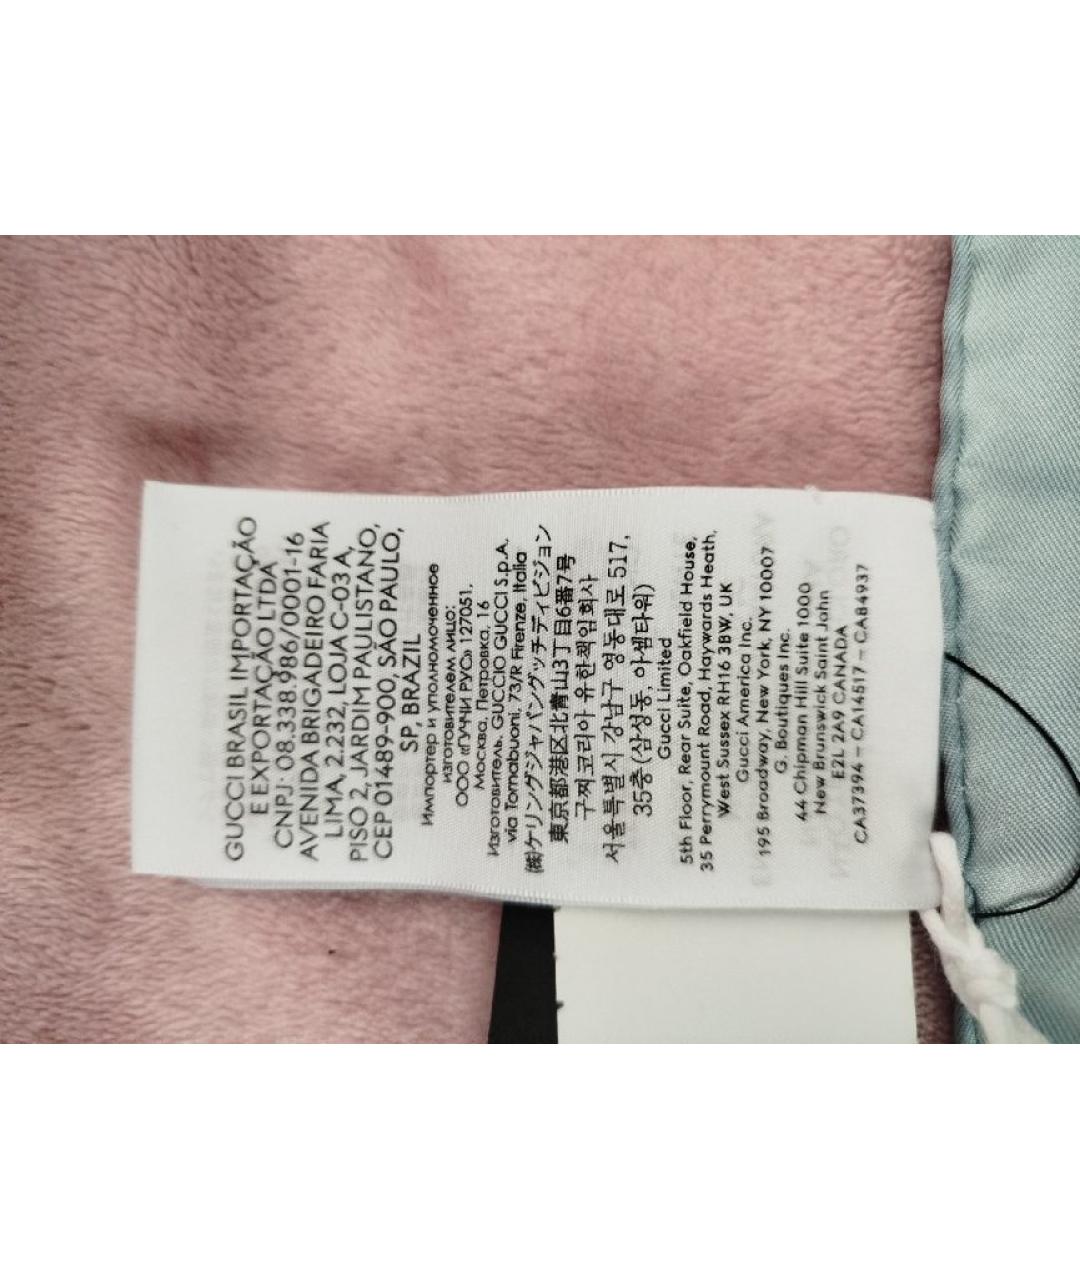 GUCCI BRASIL IMPORTAÇÃO
E EXPORTAÇÃO LTDA
CNPJ: 08.338.986/0001-16
AVENIDA BRIGADEIRO FARIA
LIMA, 2.232, LOJA C-03 A,
PISO 2, JARDIM PAULISTANO,
CEP 01489-900, SÃO PAULO,
SP, BRAZIL
Импортер и уполномоченное
изготовителем лицо:
ООО «ГУЧЧИ РУС» 127051,
Москва, Петровка, 16
Изготовитель: GUCCIO GUCCI S.p.A.
via Tornabuoni, 73/R Firenze, Italia
(株)ケリングジャパングッチディビジョン
東京都港区北青山3丁目6番7号
구찌코리아 유한책임회사
서울특별시 강남구 영동대로 517,
35층(삼성동, 아셈타워)
Gucci Limited
5th Floor, Rear Suite, Oakfield House,
35 Perrymount Road, Haywards Heath,
West Sussex RH16 3BW, UK
Gucci America Inc.
195 Broadway, New York, NY 10007
G. Boutiques Inc.
44 Chipman Hill Suite 1000
New Brunswick Saint John
E2L 2A9 CANADA
CA37394 – CA14517 – CA84937